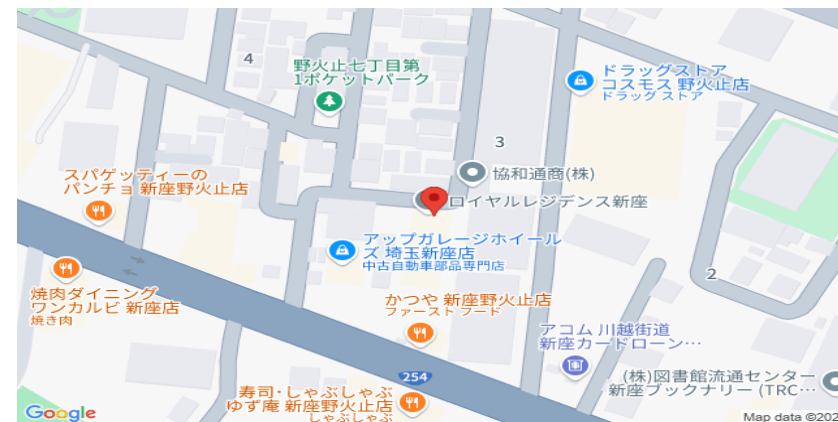 4
野火止七丁目第
1ポケットパーク
ドラッグストア
コスモス 野火止店
ドラッグ ストア
3
協和通商(株)
スパゲッティーの
パンチョ 新座野火止店
ロイヤルレジデンス新座
アップガレージホイール
ズ 埼玉新座店
中古自動車部品専門店
2
焼肉ダイニング
ワンカルビ 新座店
焼き肉
かつや 新座野火止店
ファースト フード
アコム 川越街道
新座カードローン…
254
(株)図書館流通センター
新座ブックナリー (TRC…
寿司·しゃぶしゃぶ
ゆず庵 新座野火止店
しゃぶしゃぶ
Google
Map data ©202